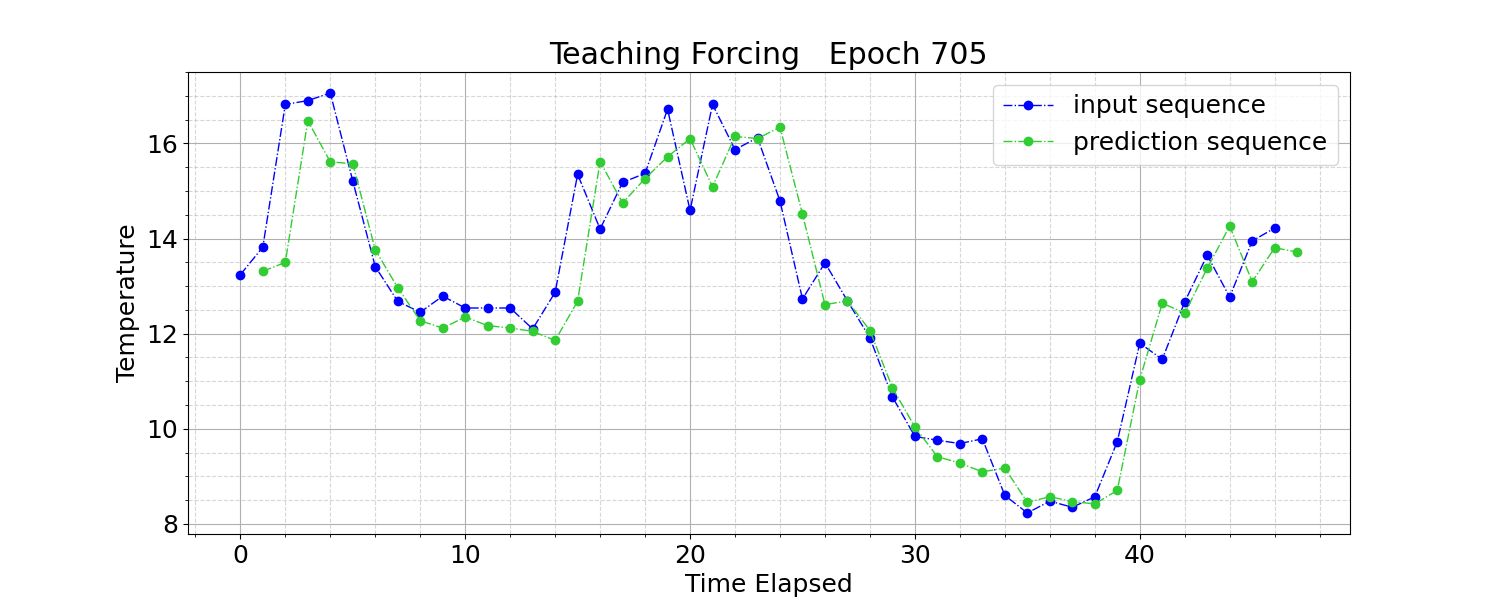 Teaching Forcing   Epoch 705
input sequence
prediction sequence
Temperature
16
14
12
10
8
0 10 20 30 40
Time Elapsed